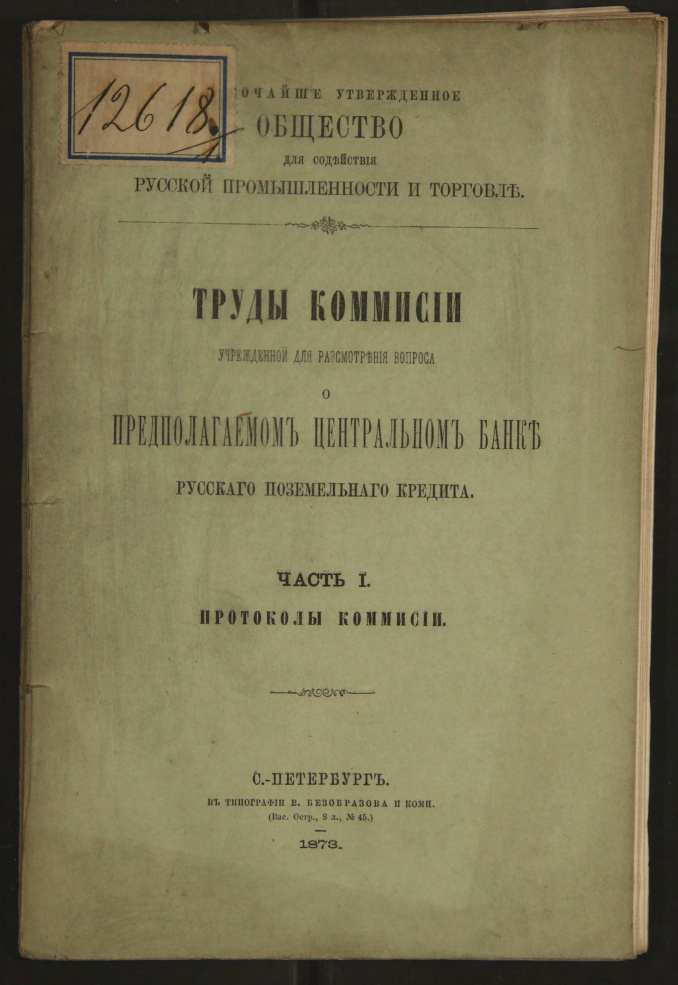 12618
1
ОЧАЙШЕ УТВЕРЖДЕННОЕ
ОБЩЕСТВО
ДЛЯ СОДѢЙСТВІЯ
РУССКОЙ ПРОМЫШЛЕННОСТИ И ТОРГОВЛѢ.
ТРУДЫ КОММИСІИ
УЧРЕЖДЕННОЙ ДЛЯ РАЗСМОТРѢНІЯ ВОПРОСА
О
ПРЕДПОЛАГАЕМОМЪ ЦЕНТРАЛЬНОМЪ БАНКѢ
РУССКАГО ПОЗЕМЕЛЬНАГО КРЕДИТА.
ЧАСТЬ I.
ПРОТОКОЛЫ КОММИСІИ.
С.-ПЕТЕРБУРГЪ.
ВЪ ТИПОГРАФІИ В. БЕЗОБРАЗОВА И КОМП.
(Вас. Остр., 8 л., № 45.)
1873.